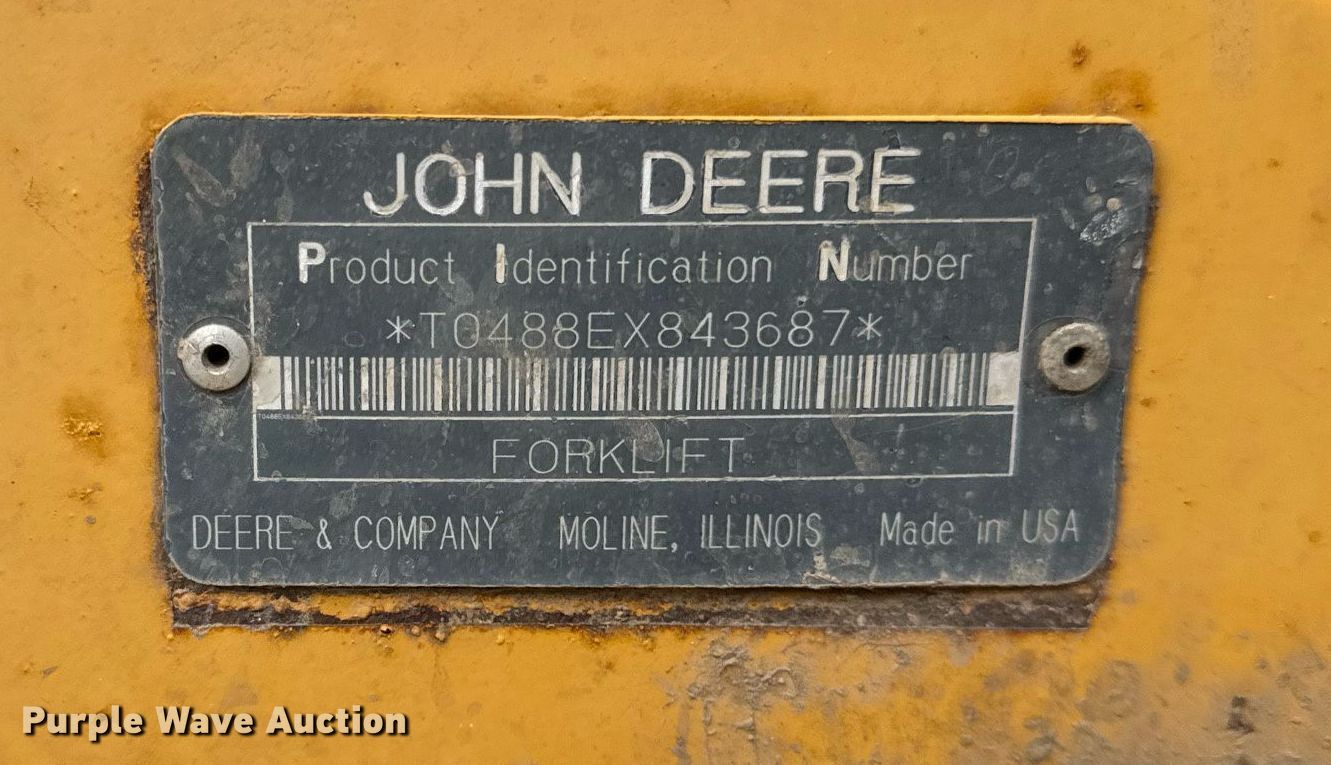 JOHN DEERE
Product Identification Number
*T0488EX843687*
FORKLIFT
DEERE & COMPANY MOLINE, ILLINOIS Made in USA
Purple Wave Auction